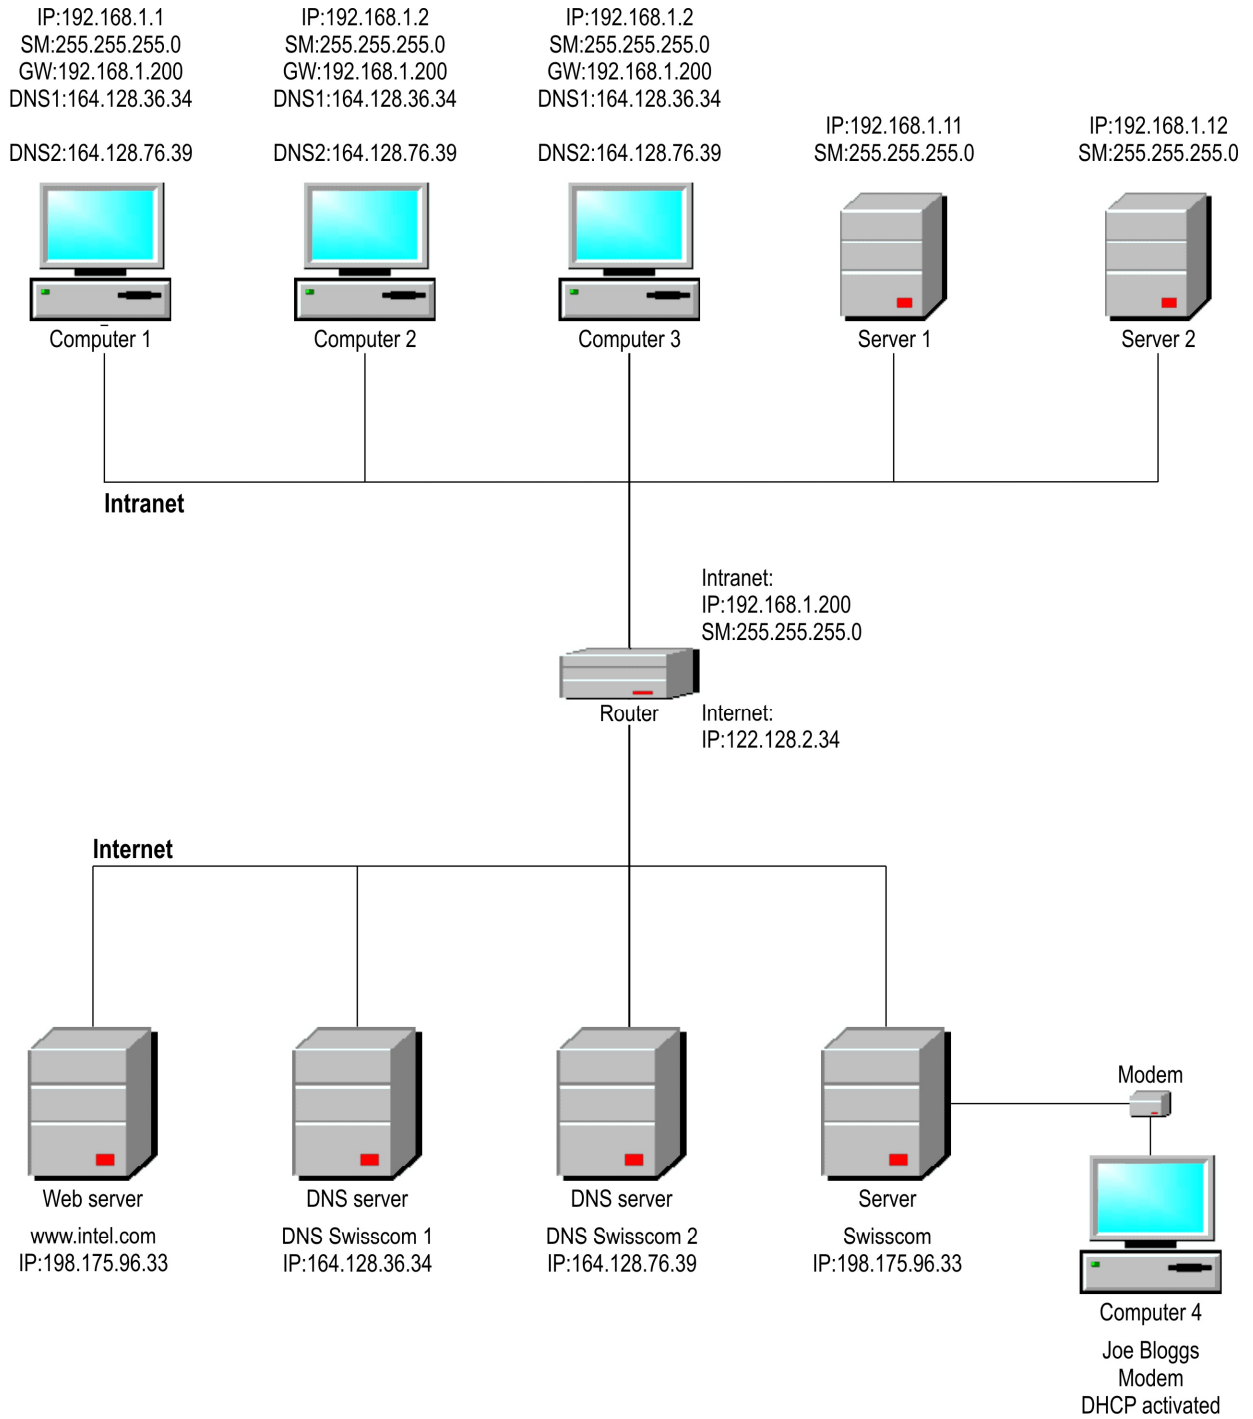 IP:192.168.1.1
SM:255.255.255.0
GW:192.168.1.200
DNS1:164.128.36.34
DNS2:164.128.76.39
Computer 1
IP:192.168.1.2
SM:255.255.255.0
GW:192.168.1.200
DNS1:164.128.36.34
DNS2:164.128.76.39
Computer 2
IP:192.168.1.2
SM:255.255.255.0
GW:192.168.1.200
DNS1:164.128.36.34
DNS2:164.128.76.39
Computer 3
IP:192.168.1.11
SM:255.255.255.0
Server 1
IP:192.168.1.12
SM:255.255.255.0
Server 2
Intranet
Intranet:
IP:192.168.1.200
SM:255.255.255.0
Router
Internet:
IP:122.128.2.34
Internet
Web server
www.intel.com
IP:198.175.96.33
DNS server
DNS Swisscom 1
IP:164.128.36.34
DNS server
DNS Swisscom 2
IP:164.128.76.39
Server
Swisscom
IP:198.175.96.33
Modem
Computer 4
Joe Bloggs
Modem
DHCP activated